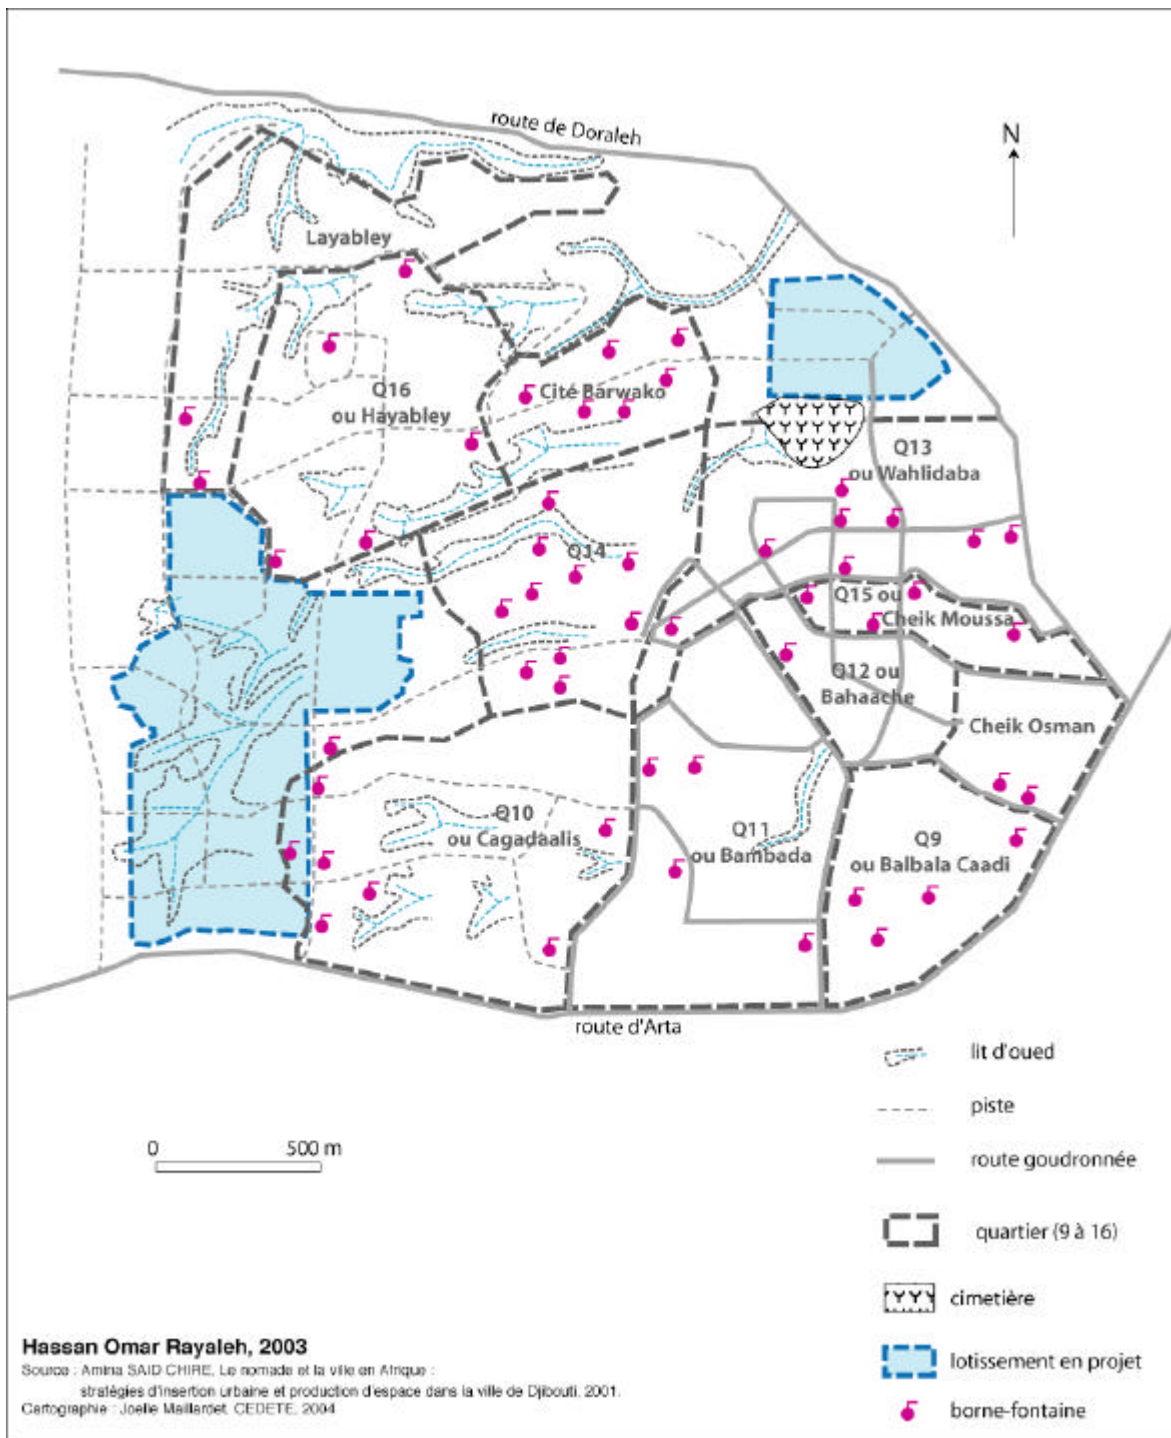 route de Doraleh
N
Layabley
Q16
ou Hayabley
Cité Barwako
Q13
ou Wahlidaba
Q14
Q15 ou
Cheik Moussa
Q12 ou
Bahaache
Cheik Osman
Q10
ou Cagadaalis
Q11
ou Bambada
Q9
ou Balbala Caadi
route d'Arta
lit d'oued
piste
0 500 m
route goudronnée
quartier (9 à 16)
cimetière
lotissement en projet
borne-fontaine
Hassan Omar Rayaleh, 2003
Source : Amina SAID CHIRE, Le nomade et la ville en Afrique :
stratégies d'insertion urbaine et production d'espace dans la ville de Djibouti, 2001.
Cartographie : Joelle Maillardet, CEDETE, 2004